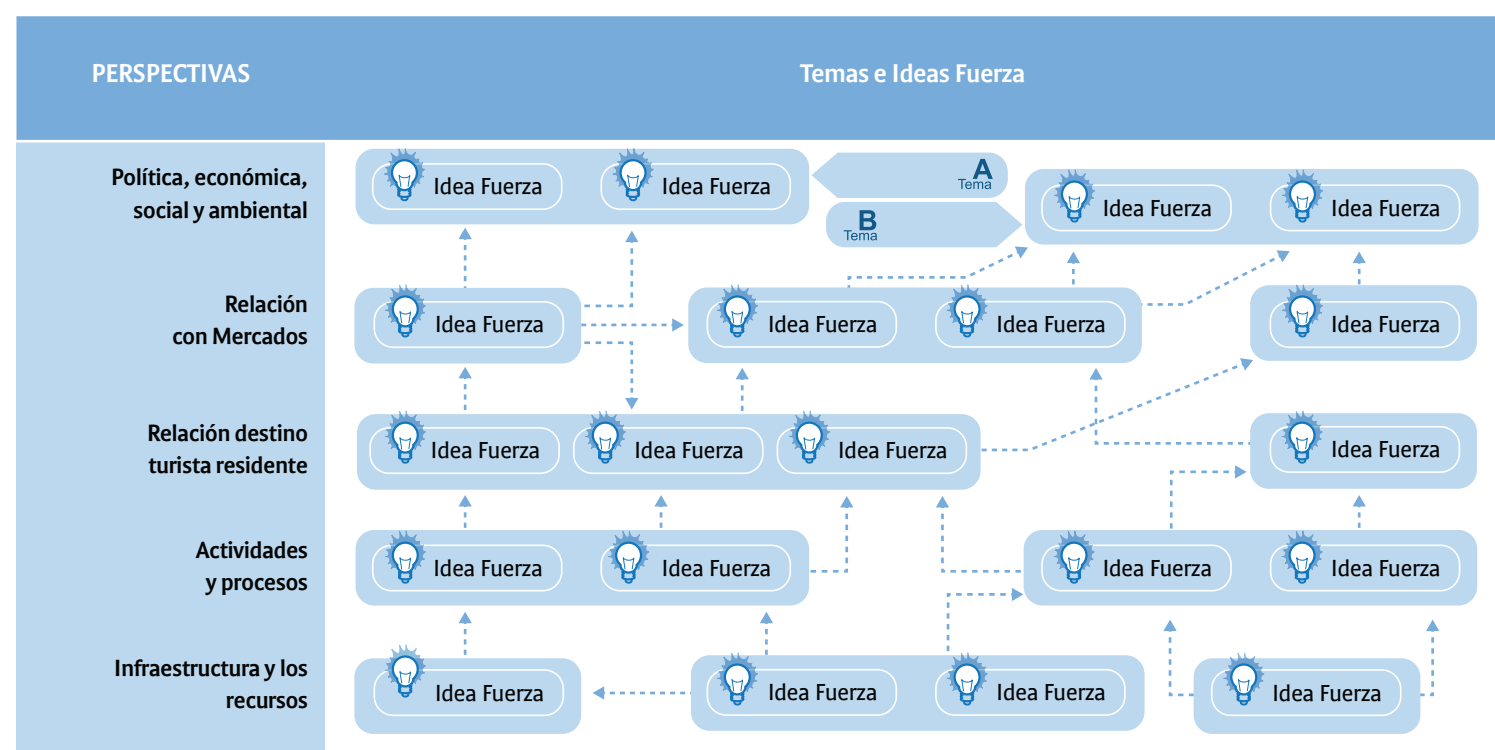 PERSPECTIVAS
Temas e Ideas Fuerza
Política, económica,
social y ambiental
Idea Fuerza
Idea Fuerza
A
Tema
B
Tema
Idea Fuerza
Idea Fuerza
Relación
con Mercados
Idea Fuerza
Idea Fuerza
Idea Fuerza
Idea Fuerza
Relación destino
turista residente
Idea Fuerza
Idea Fuerza
Idea Fuerza
Idea Fuerza
Actividades
y procesos
Idea Fuerza
Idea Fuerza
Idea Fuerza
Idea Fuerza
Infraestructura y los
recursos
Idea Fuerza
Idea Fuerza
Idea Fuerza
Idea Fuerza